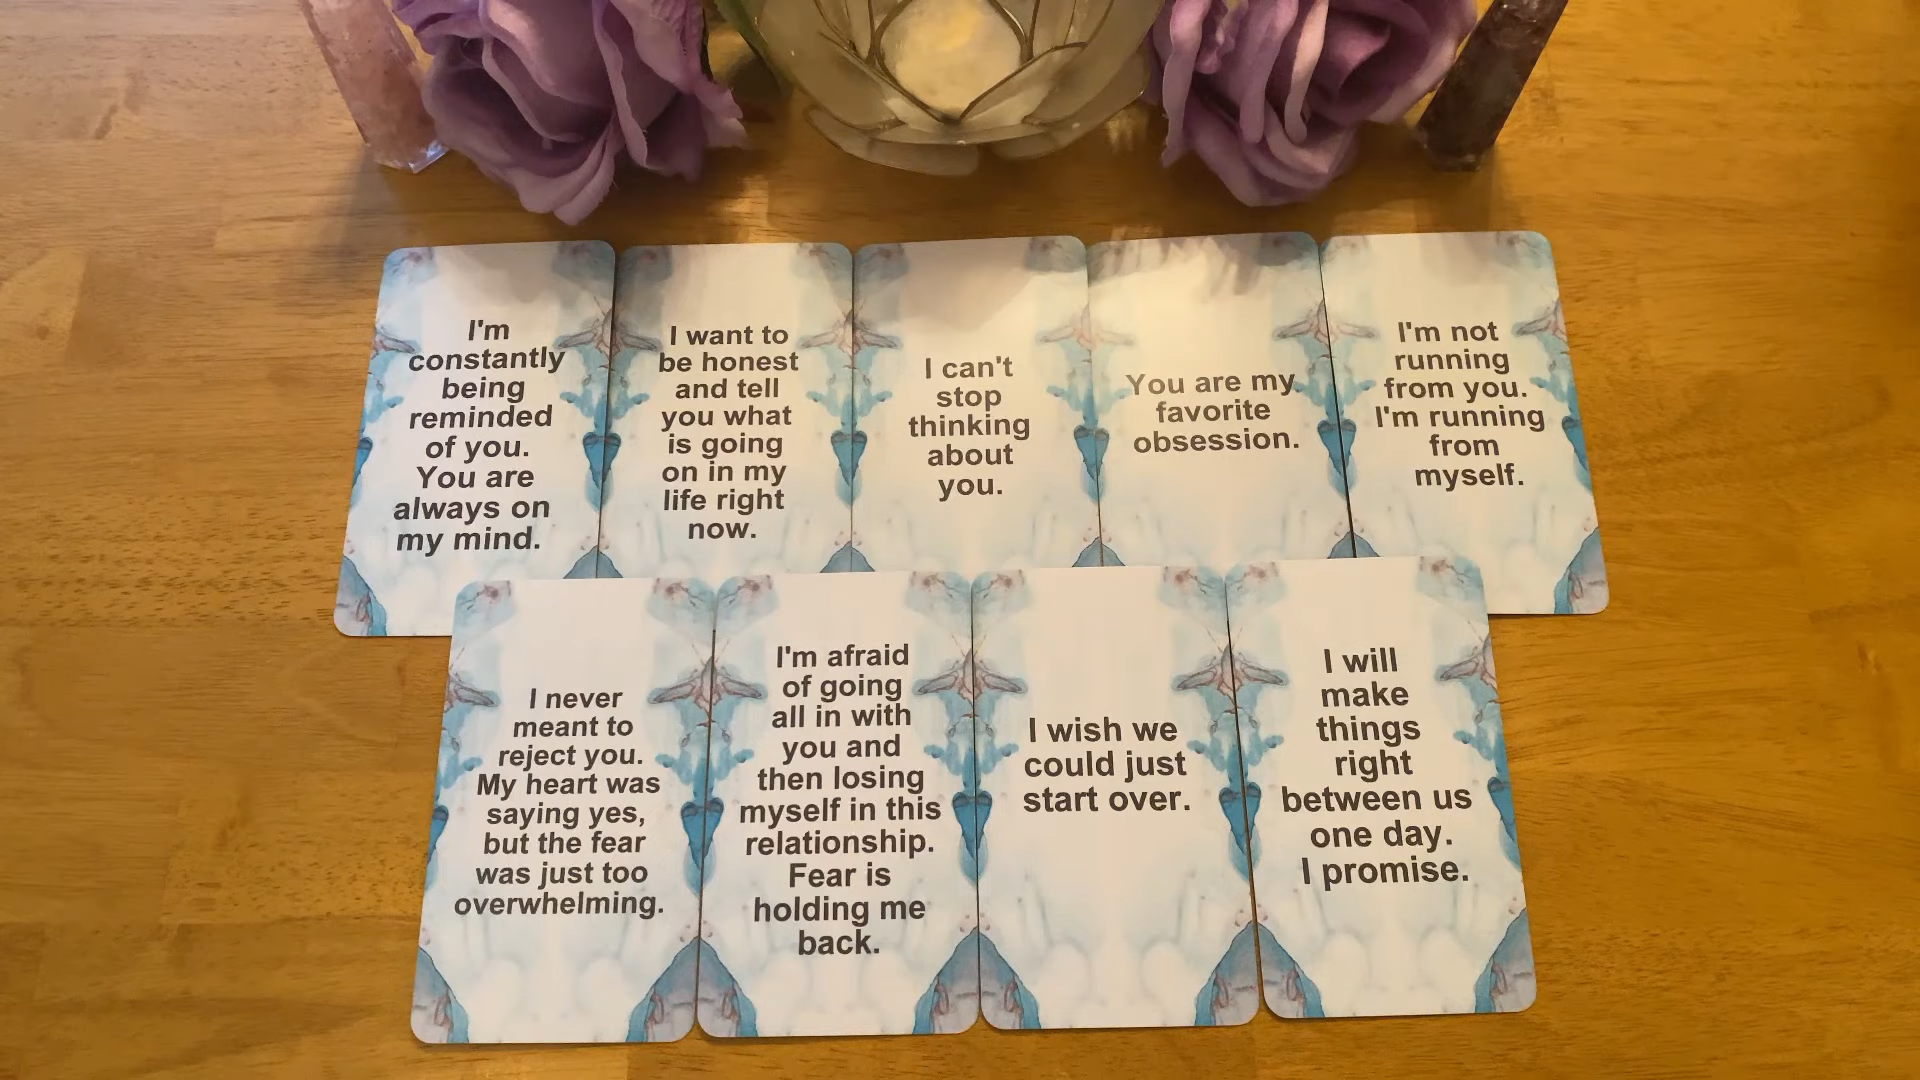 I'm
constantly
being
reminded
of you.
You are
always on
my mind.
I want to
be honest
and tell
you what
is going
on in my
life right
now.
I can't
stop
thinking
about
you.
You are my
favorite
obsession.
I'm not
running
from you.
I'm running
from
myself.
I never
meant to
reject you.
My heart was
saying yes,
but the fear
was just too
overwhelming.
I'm afraid
of going
all in with
you and
then losing
myself in this
relationship.
Fear is
holding me
back.
I wish we
could just
start over.
I will
make
things
right
between us
one day.
I promise.